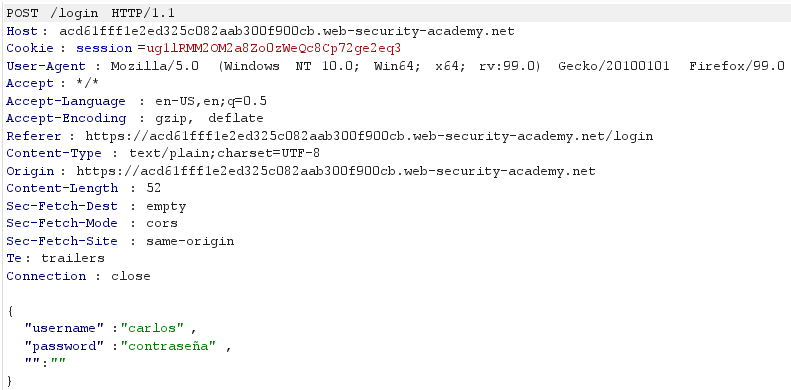 POST /login HTTP/1.1
Host: acd61fff1e2ed325c082aab300f900cb.web-security-academy.net
Cookie: session=ug1lRMM2OM2a8ZoOzWeQc8Cp72ge2eq3
User-Agent: Mozilla/5.0 (Windows NT 10.0; Win64; x64; rv:99.0) Gecko/20100101 Firefox/99.0
Accept: */*
Accept-Language : en-US,en;q=0.5
Accept-Encoding : gzip, deflate
Referer: https://acd61fff1e2ed325c082aab300f900cb.web-security-academy.net/login
Content-Type : text/plain;charset=UTF-8
Origin: https://acd61fff1e2ed325c082aab300f900cb.web-security-academy.net
Content-Length : 52
Sec-Fetch-Dest : empty
Sec-Fetch-Mode : cors
Sec-Fetch-Site : same-origin
Te: trailers
Connection : close
{
"username" :"carlos" ,
"password" :"contraseña" ,
"":""
}